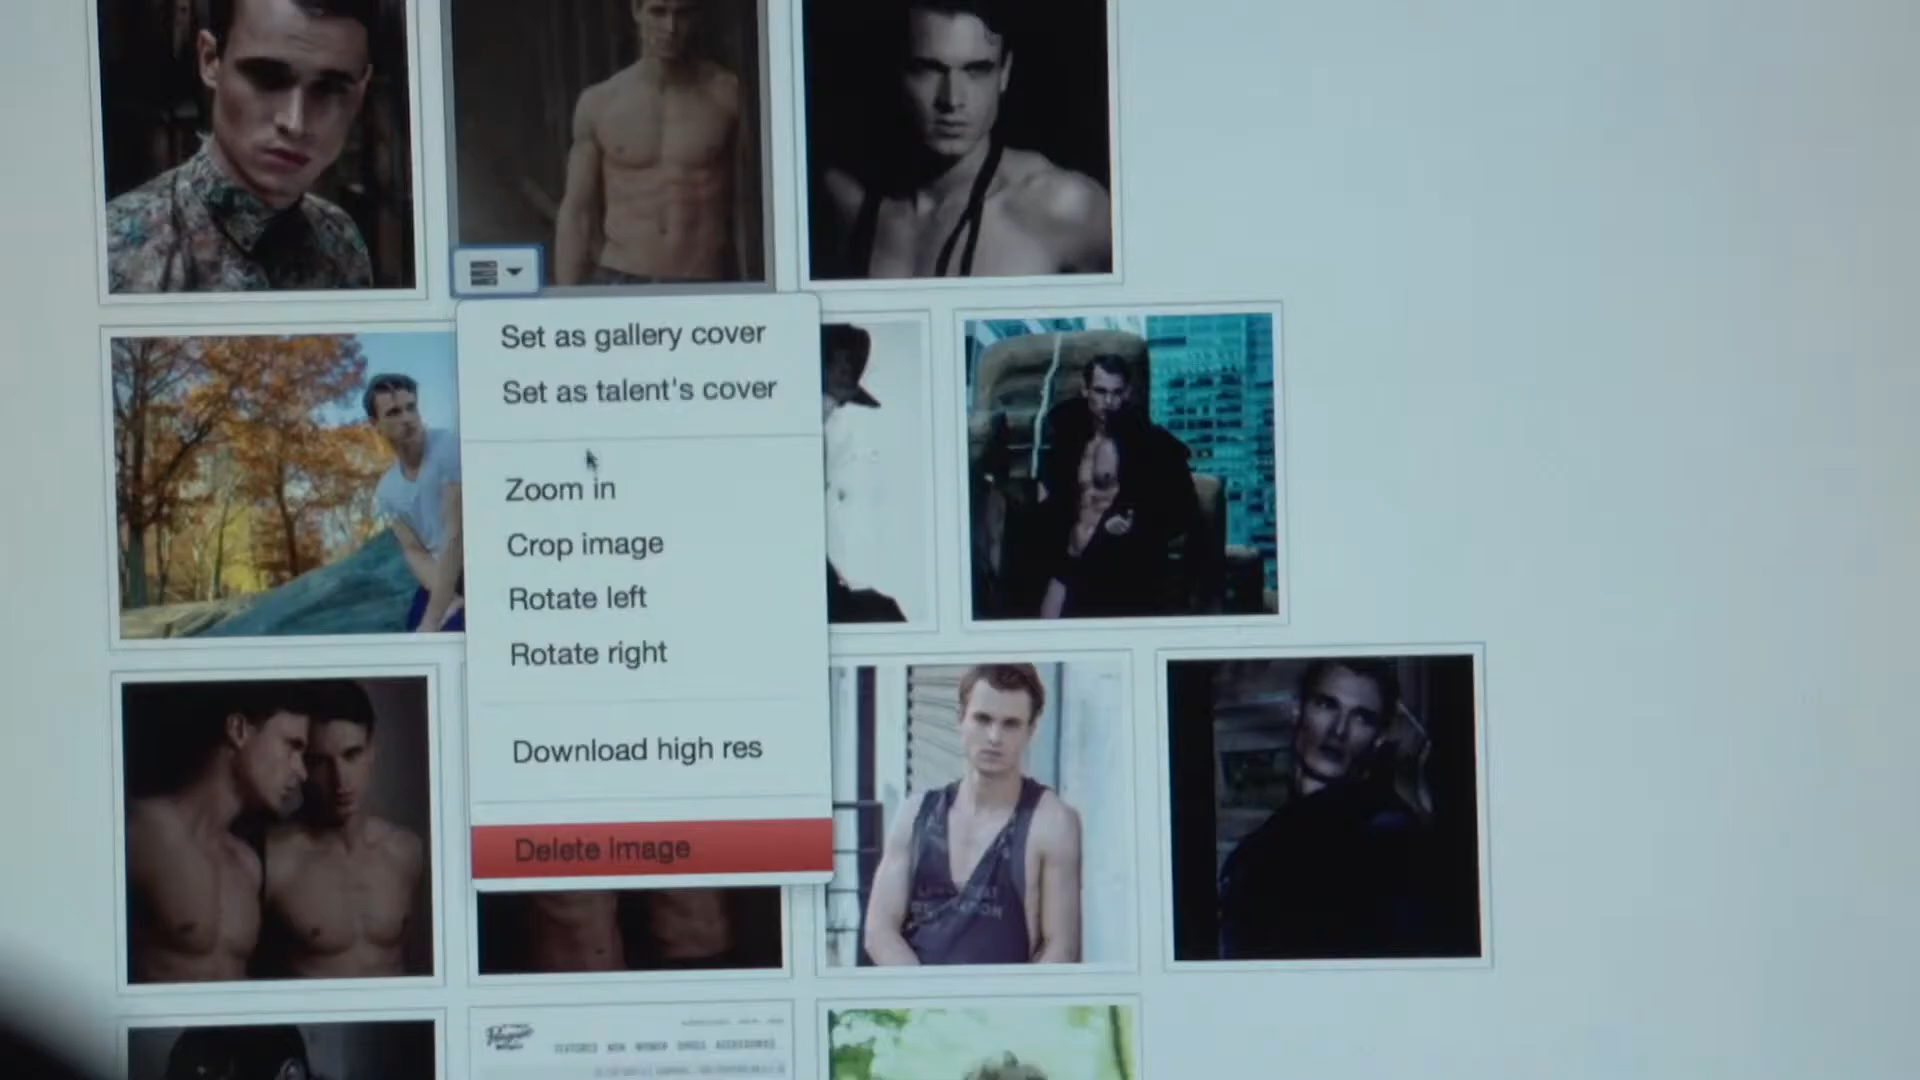 Set as gallery cover
Set as talent's cover
Zoom in
Crop image
Rotate left
Rotate right
Download high res
Delete image